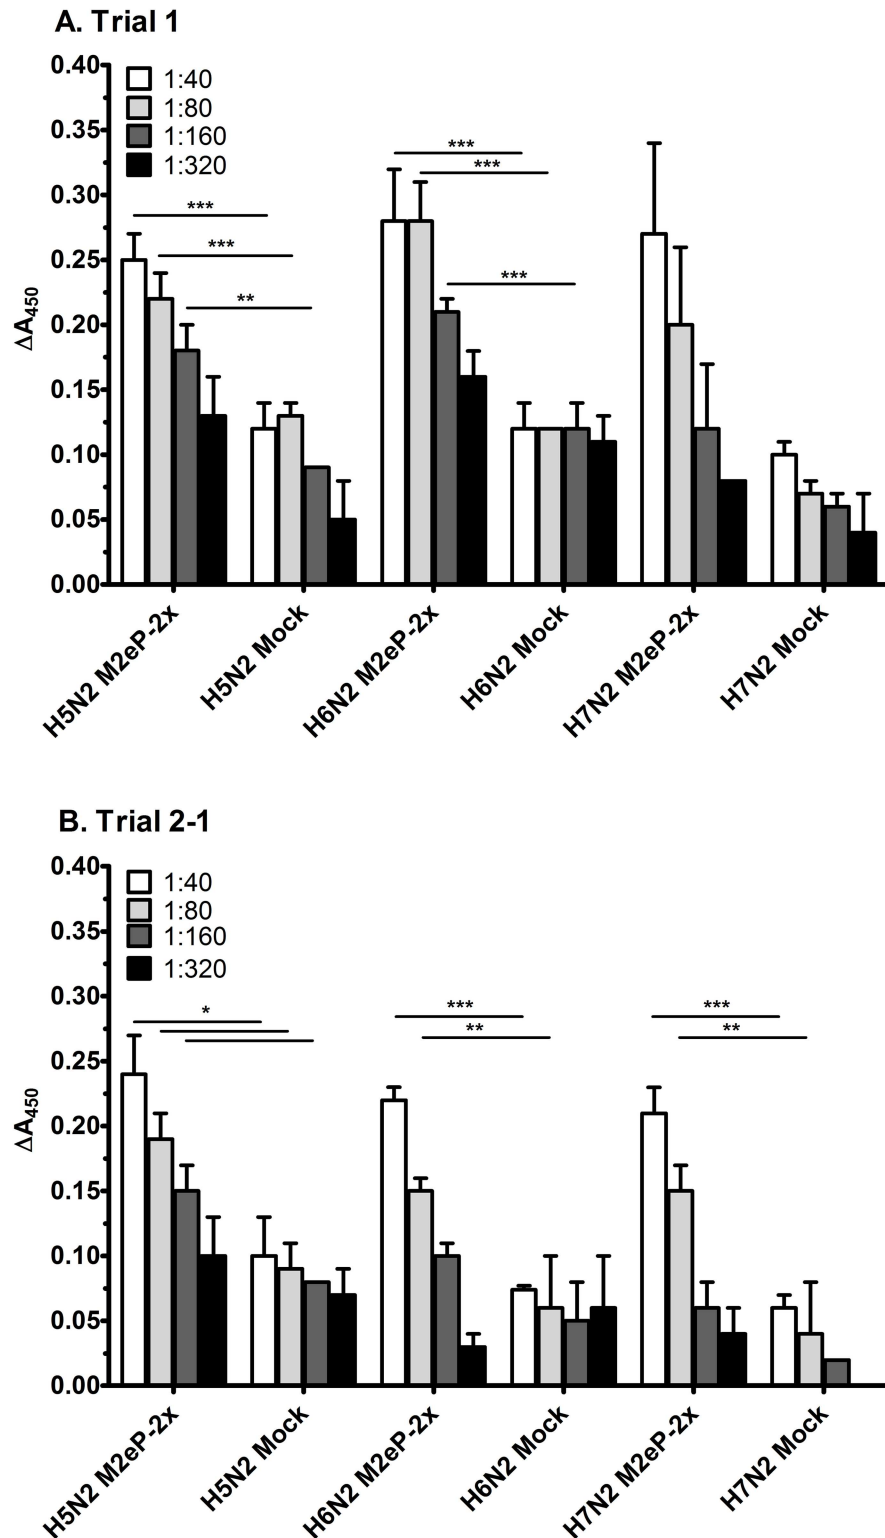 A. Trial 1
0.40
0.35
0.30
0.25
0.20
0.15
0.10
0.05
0.00
ΔA450
1:40
1:80
1:160
1:320
***
***
**
***
***
***
H5N2 M2eP-2x
H5N2 Mock
H6N2 M2eP-2x
H6N2 Mock
H7N2 M2eP-2x
H7N2 Mock
B. Trial 2-1
0.40
0.35
0.30
0.25
0.20
0.15
0.10
0.05
0.00
ΔA450
1:40
1:80
1:160
1:320
*
***
**
***
**
H5N2 M2eP-2x
H5N2 Mock
H6N2 M2eP-2x
H6N2 Mock
H7N2 M2eP-2x
H7N2 Mock